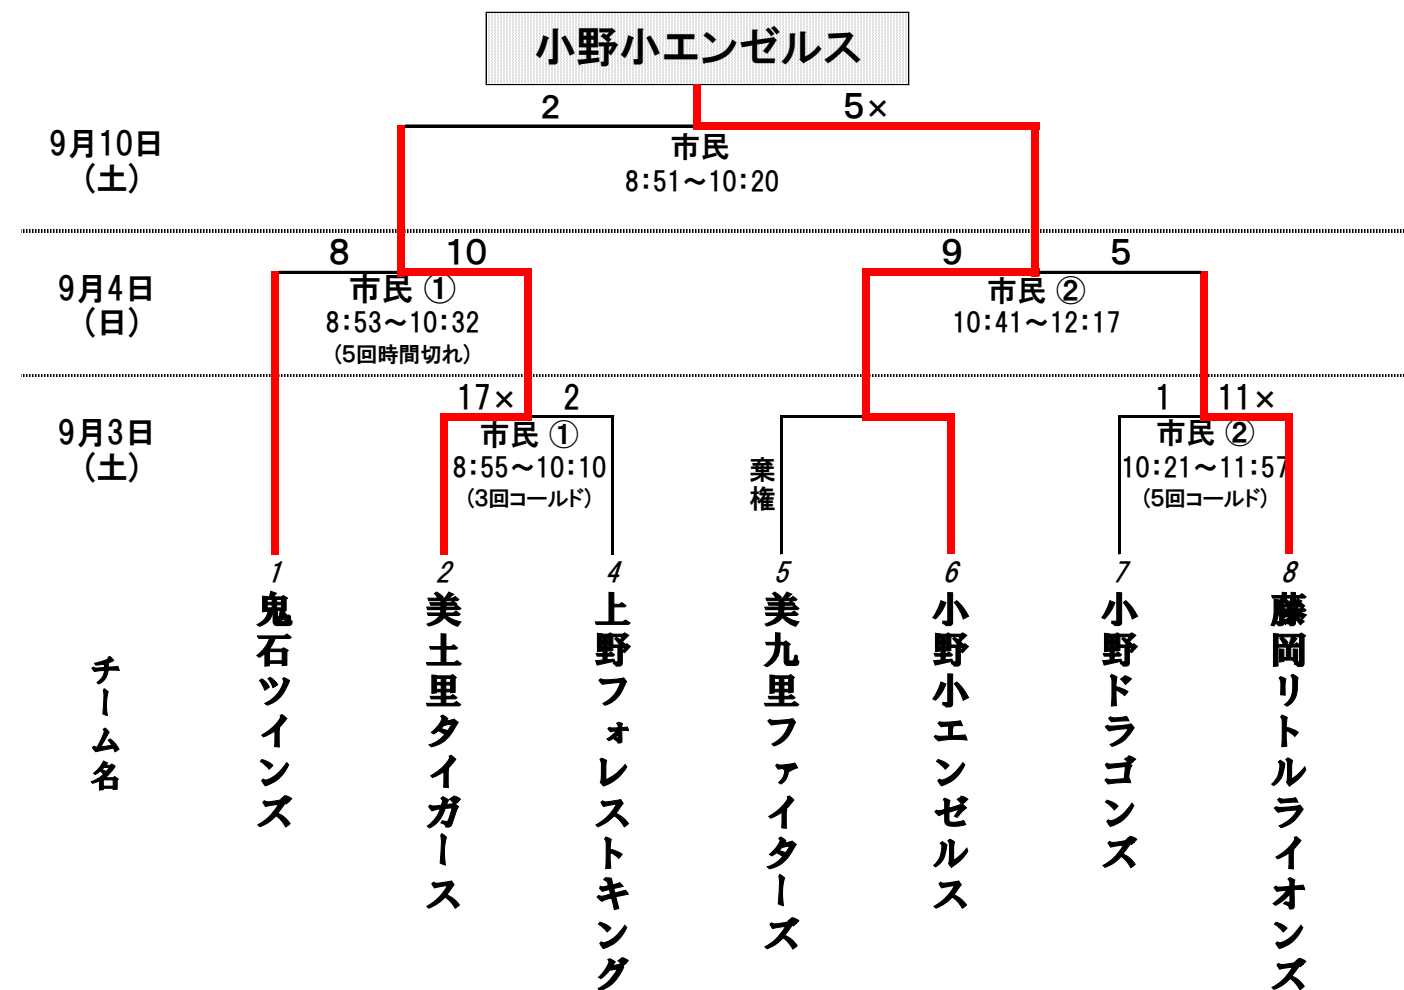 小野小エンゼルス
2
5×
9月10日
(土)
市民
8:51～10:20
8
10
9
5
9月4日
(日)
市民 ①
8:53～10:32
(5回時間切れ)
市民 ②
10:41～12:17
17×
2
1
11×
9月3日
(土)
市民 ①
8:55～10:10
(3回コールド)
棄権
市民 ②
10:21～11:57
(5回コールド)
1
2
4
5
6
7
8
チーム名
鬼石ツインズ
美土里タイガース
上野フォレストキング
美九里ファイターズ
小野小エンゼルス
小野ドラゴンズ
藤岡リトルライオンズ